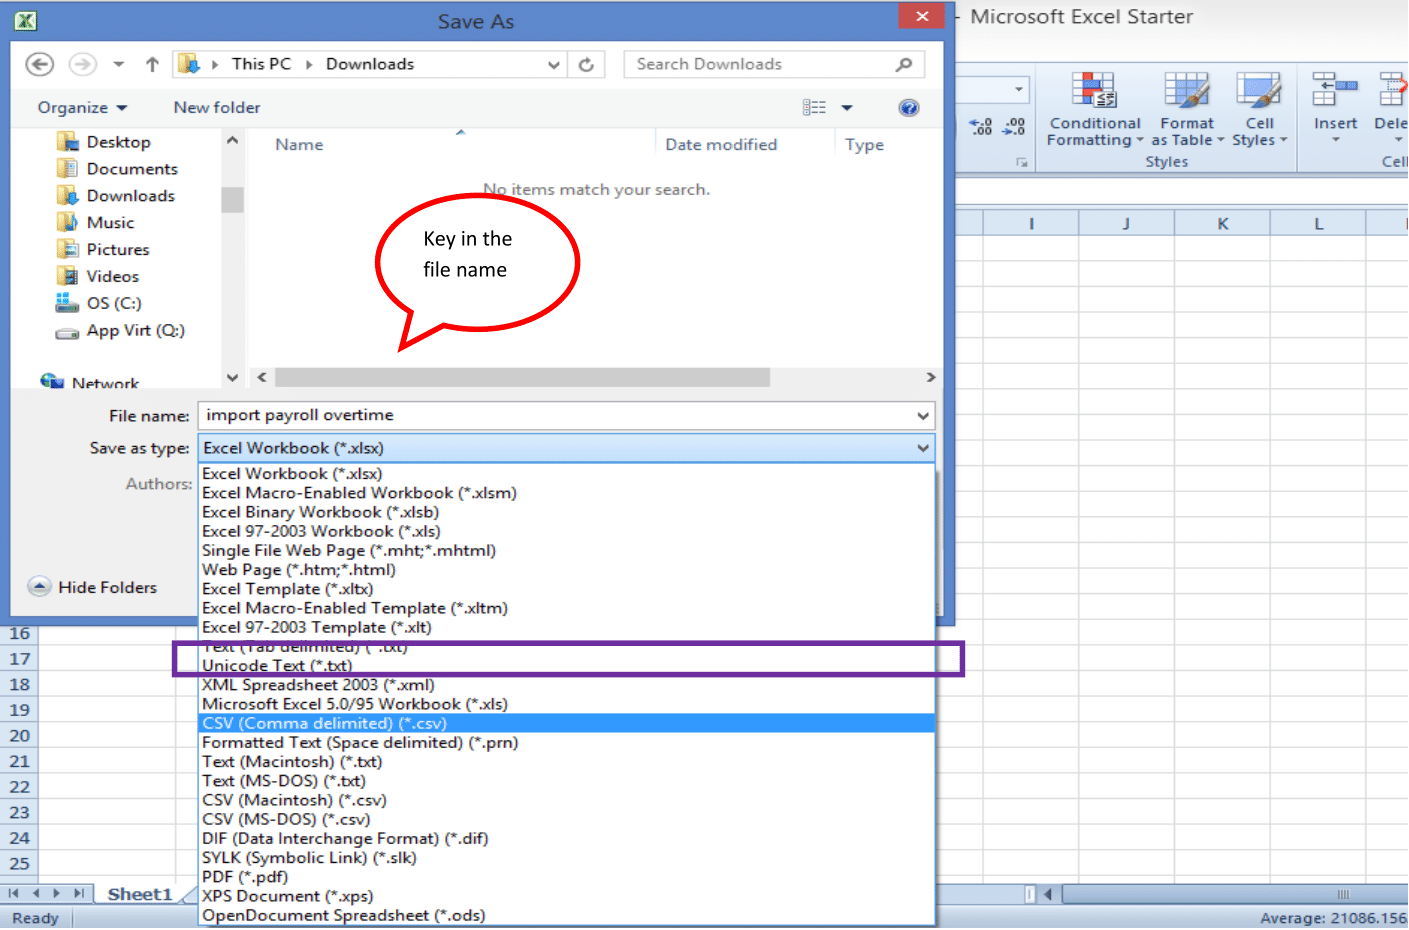 Save As
- Microsoft Excel Starter
This PC
Downloads
Search Downloads
Organize
New folder
Desktop
Documents
Downloads
Music
Pictures
Videos
OS (C:)
App Virt (Q:)
Network
Name
Date modified
Type
No items match your search.
Key in the
file name
File name:
import payroll overtime
Save as type:
Excel Workbook (*.xlsx)
Authors:
Excel Workbook (*.xlsx)
Excel Macro-Enabled Workbook (*.xlsm)
Excel Binary Workbook (*.xlsb)
Excel 97-2003 Workbook (*.xls)
Single File Web Page (*.mht;*.mhtml)
Web Page (*.htm;*.html)
Excel Template (*.xltx)
Excel Macro-Enabled Template (*.xltm)
Excel 97-2003 Template (*.xlt)
Text (Tab delimited) (*.txt)
Unicode Text (*.txt)
XML Spreadsheet 2003 (*.xml)
Microsoft Excel 5.0/95 Workbook (*.xls)
CSV (Comma delimited) (*.csv)
Formatted Text (Space delimited) (*.prn)
Text (Macintosh) (*.txt)
Text (MS-DOS) (*.txt)
CSV (Macintosh) (*.csv)
CSV (MS-DOS) (*.csv)
DIF (Data Interchange Format) (*.dif)
SYLK (Symbolic Link) (*.slk)
PDF (*.pdf)
XPS Document (*.xps)
OpenDocument Spreadsheet (*.ods)
Hide Folders
.00 .00
Conditional
Formatting
Format
as Table
Cell
Styles
Styles
Insert
Dele
Cell
I J K L
16
17
18
19
20
21
22
23
24
25
Sheet1
Ready
Average: 21086.156